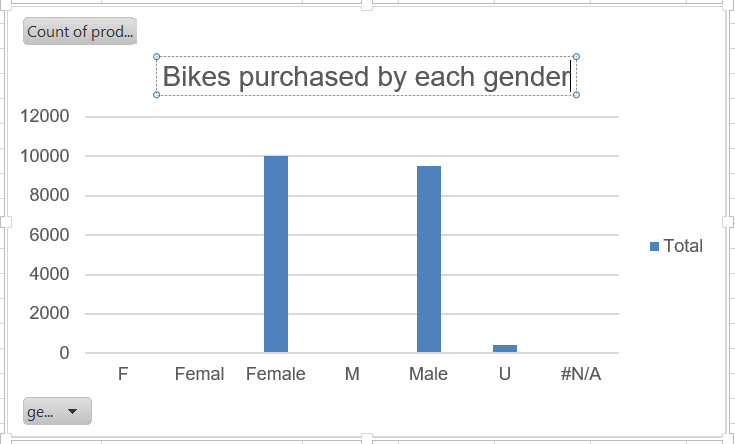 Count of prod...
Bikes purchased by each gender
12000
10000
8000
6000
4000
2000
0
F Femal Female M Male U #N/A
Total
ge...